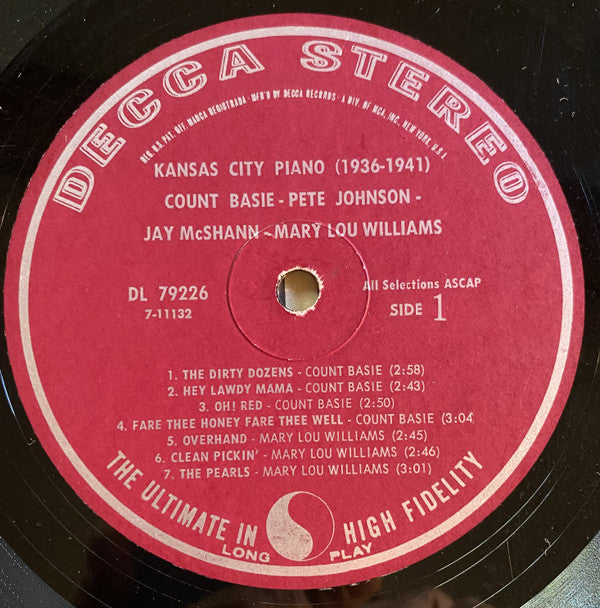 DECCA STEREO
REG. U.S. PAT. OFF. MARCA REGISTRADA · MFR'D BY DECCA RECORDS · A DIV. OF MCA, INC., NEW YORK, U.S.A.
KANSAS CITY PIANO (1936-1941)
COUNT BASIE - PETE JOHNSON -
JAY McSHANN - MARY LOU WILLIAMS
DL 79226
7-11132
All Selections ASCAP
SIDE 1
1. THE DIRTY DOZENS - COUNT BASIE (2:58)
2. HEY LAWDY MAMA - COUNT BASIE (2:43)
3. OH! RED - COUNT BASIE (2:50)
4. FARE THEE HONEY FARE THEE WELL - COUNT BASIE (3:04
5. OVERHAND - MARY LOU WILLIAMS (2:45)
6. CLEAN PICKIN' - MARY LOU WILLIAMS (2:46)
7. THE PEARLS - MARY LOU WILLIAMS (3:01)
THE ULTIMATE IN HIGH FIDELITY
LONG PLAY